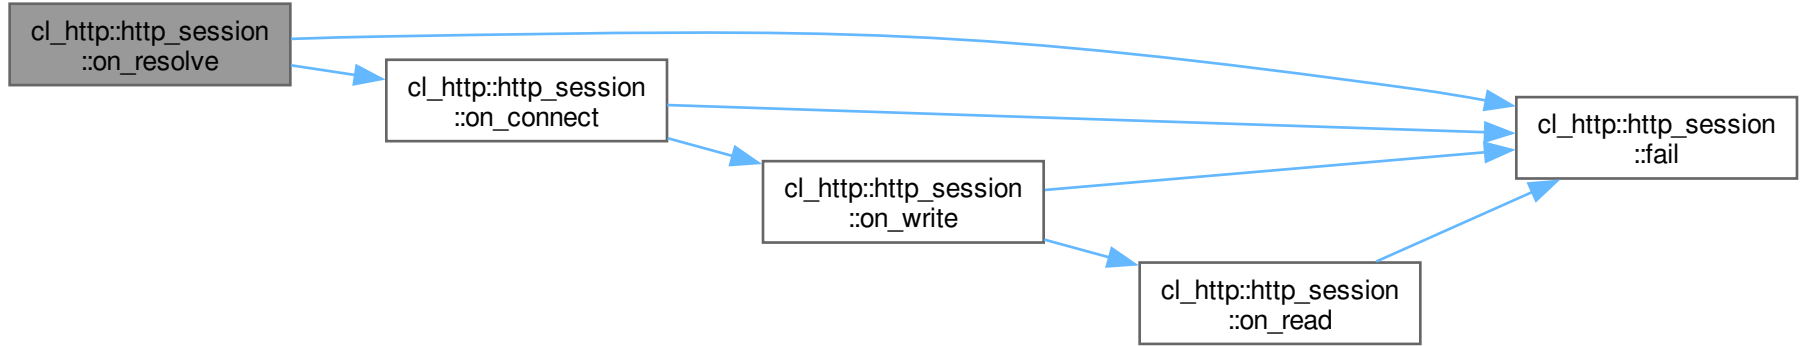 cl_http::http_session
::on_resolve
cl_http::http_session
::on_connect
cl_http::http_session
::on_write
cl_http::http_session
::on_read
cl_http::http_session
::fail